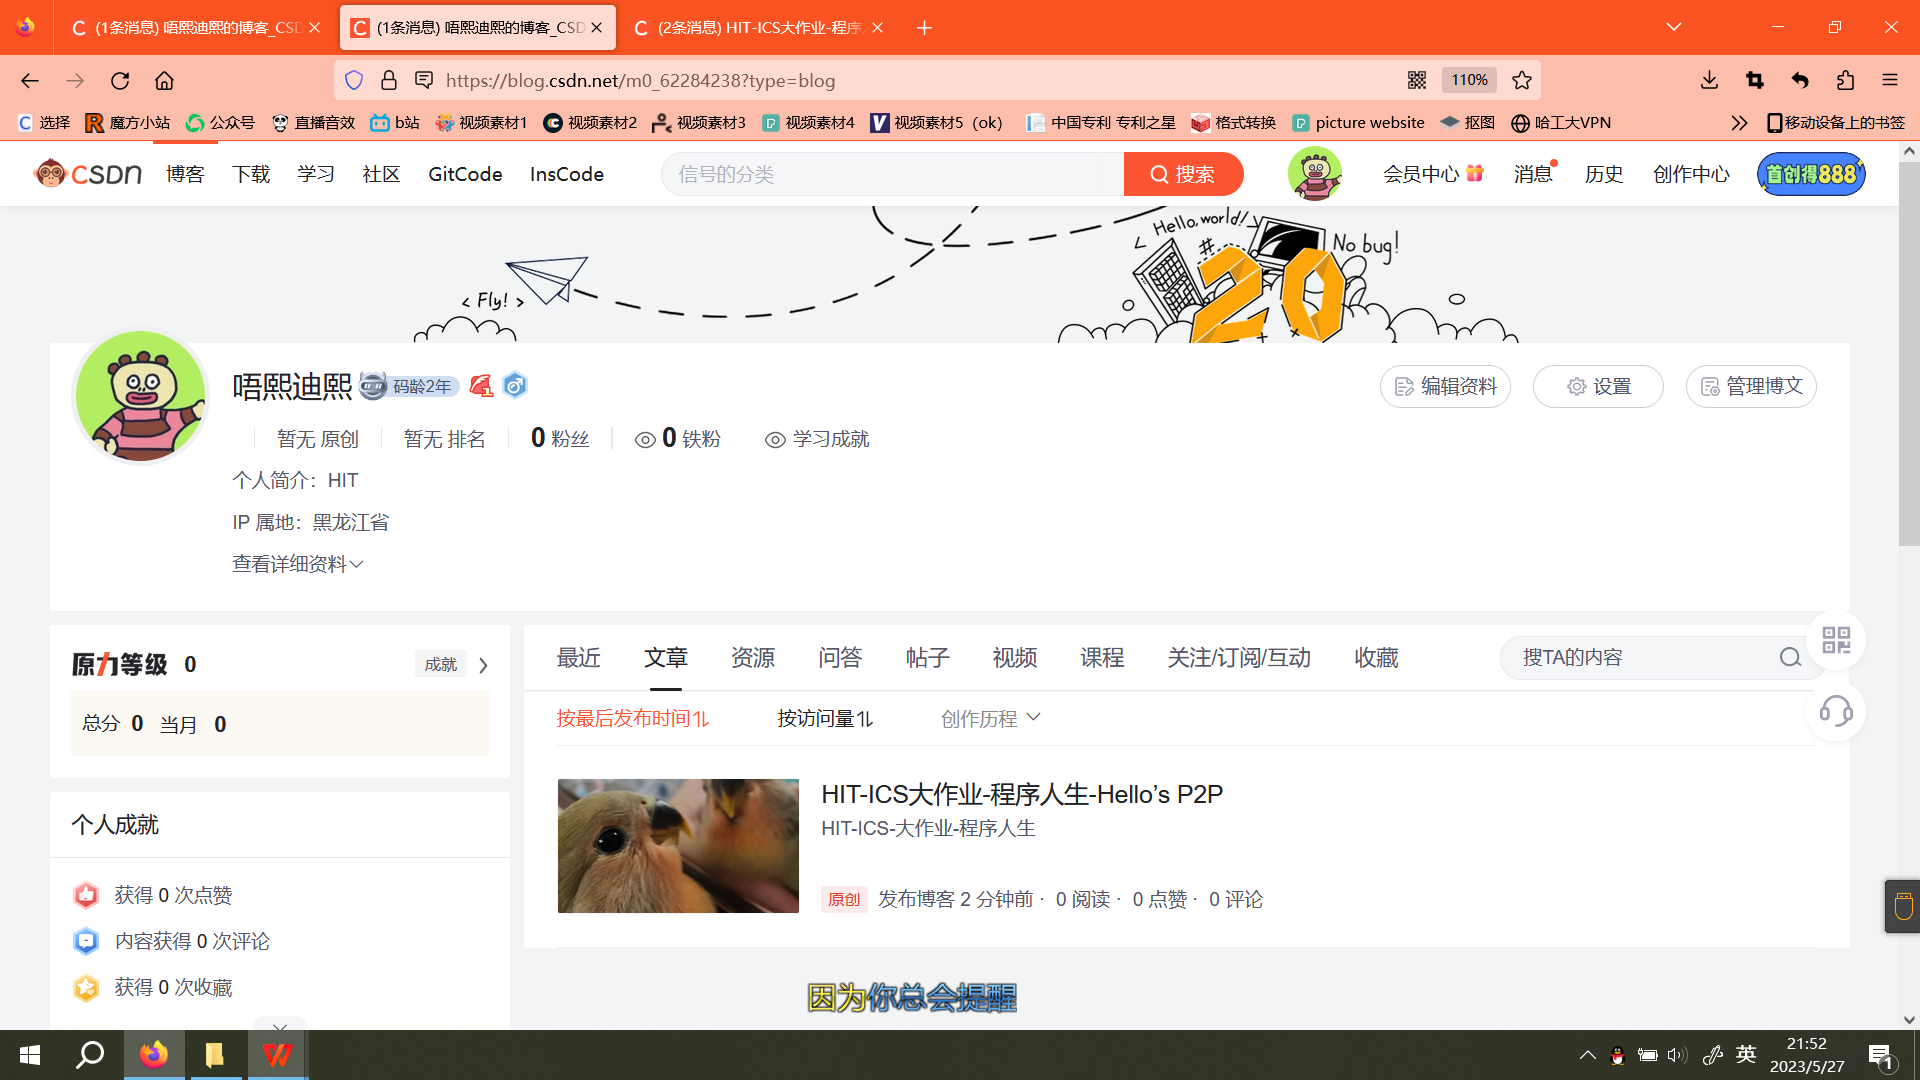 (1条消息) 唔熙迪熙的博客_CSD
(1条消息) 唔熙迪熙的博客_CSD
(2条消息) HIT-ICS大作业-程序
https://blog.csdn.net/m0_62284238?type=blog
110%
选择 魔方小站 公众号 直播音效 b站 视频素材1 视频素材2 视频素材3 视频素材4 视频素材5（ok） 中国专利 专利之星 格式转换 picture website 抠图 哈工大VPN 移动设备上的书签
CSDN 博客 下载 学习 社区 GitCode InsCode 信号的分类 搜索 会员中心 消息 历史 创作中心 首创得888
< Hello, world! >
#
No bug!
< Fly! >
20
唔熙迪熙 码龄2年 1
编辑资料 设置 管理博文
暂无 原创 暂无 排名 0 粉丝 0 铁粉 学习成就
个人简介：HIT
IP 属地：黑龙江省
查看详细资料
原力等级 0 成就
总分 0 当月 0
个人成就
获得 0 次点赞
内容获得 0 次评论
获得 0 次收藏
最近 文章 资源 问答 帖子 视频 课程 关注/订阅/互动 收藏 搜TA的内容
按最后发布时间 按访问量 创作历程
HIT-ICS大作业-程序人生-Hello’s P2P
HIT-ICS-大作业-程序人生
原创 发布博客 2 分钟前 · 0 阅读 · 0 点赞 · 0 评论
因为你总会提醒
英
21:52
2023/5/27
1